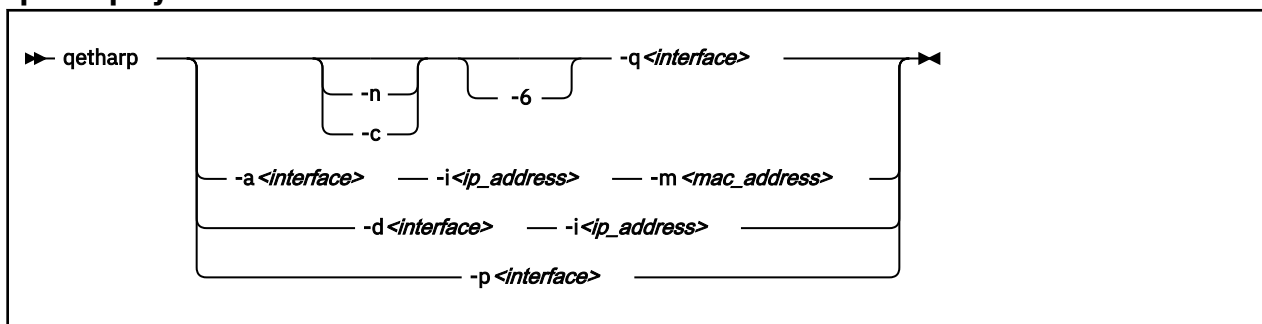 qetharp -q<interface>
-n -6
-c
-a<interface> -i<ip_address> -m<mac_address>
-d<interface> -i<ip_address>
-p<interface>